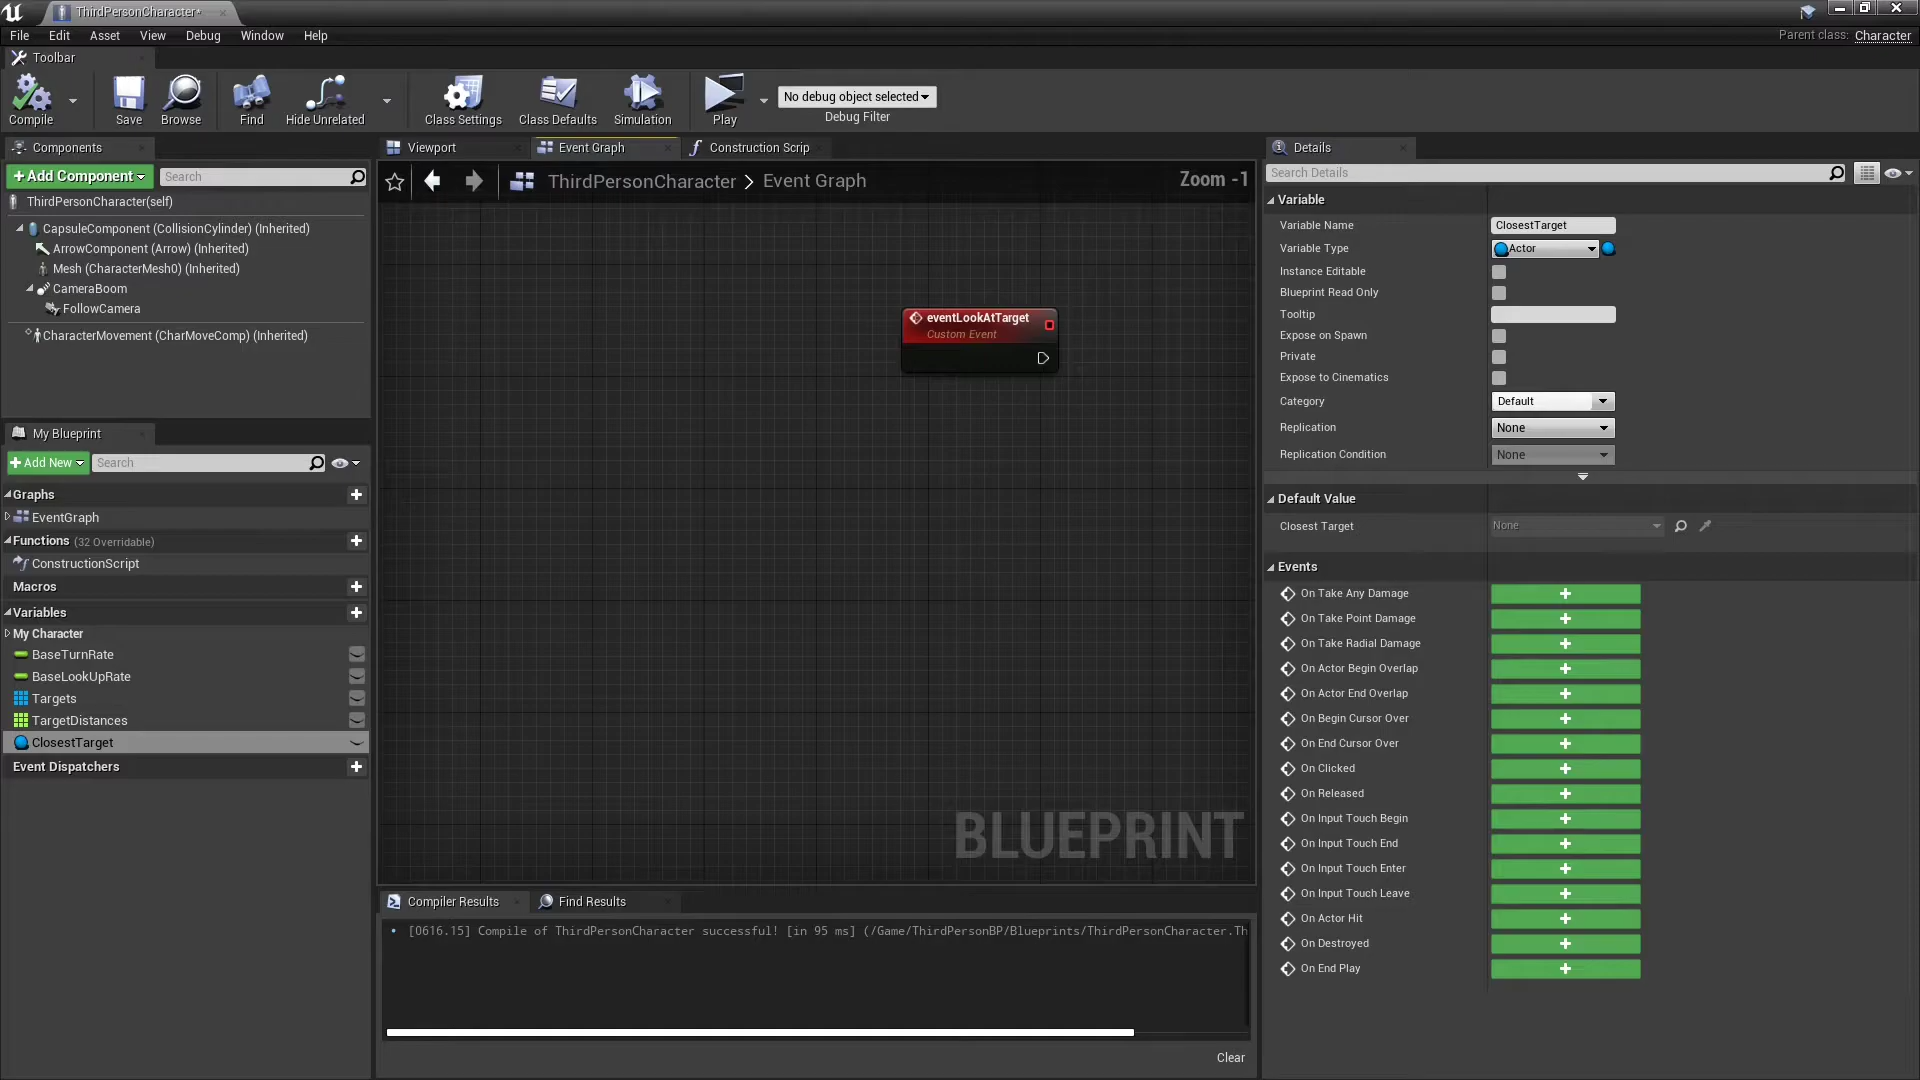 ThirdPersonCharacter*
File Edit Asset View Debug Window Help
Parent class: Character
Toolbar
Compile Save Browse Find Hide Unrelated Class Settings Class Defaults Simulation Play
No debug object selected
Debug Filter
Components
+Add Component
Search
ThirdPersonCharacter(self)
CapsuleComponent (CollisionCylinder) (Inherited)
ArrowComponent (Arrow) (Inherited)
Mesh (CharacterMesh0) (Inherited)
CameraBoom
FollowCamera
CharacterMovement (CharMoveComp) (Inherited)
My Blueprint
+Add New
Search
Graphs
EventGraph
Functions (32 Overridable)
ConstructionScript
Macros
Variables
My Character
BaseTurnRate
BaseLookUpRate
Targets
TargetDistances
ClosestTarget
Event Dispatchers
Viewport
Event Graph
Construction Scrip
ThirdPersonCharacter > Event Graph
Zoom -1
eventLookAtTarget
Custom Event
BLUEPRINT
Compiler Results
Find Results
[0616.15] Compile of ThirdPersonCharacter successful! [in 95 ms] (/Game/ThirdPersonBP/Blueprints/ThirdPersonCharacter.Th
Clear
Details
Search Details
Variable
Variable Name ClosestTarget
Variable Type Actor
Instance Editable
Blueprint Read Only
Tooltip
Expose on Spawn
Private
Expose to Cinematics
Category Default
Replication None
Replication Condition None
Default Value
Closest Target None
Events
On Take Any Damage
On Take Point Damage
On Take Radial Damage
On Actor Begin Overlap
On Actor End Overlap
On Begin Cursor Over
On End Cursor Over
On Clicked
On Released
On Input Touch Begin
On Input Touch End
On Input Touch Enter
On Input Touch Leave
On Actor Hit
On Destroyed
On End Play